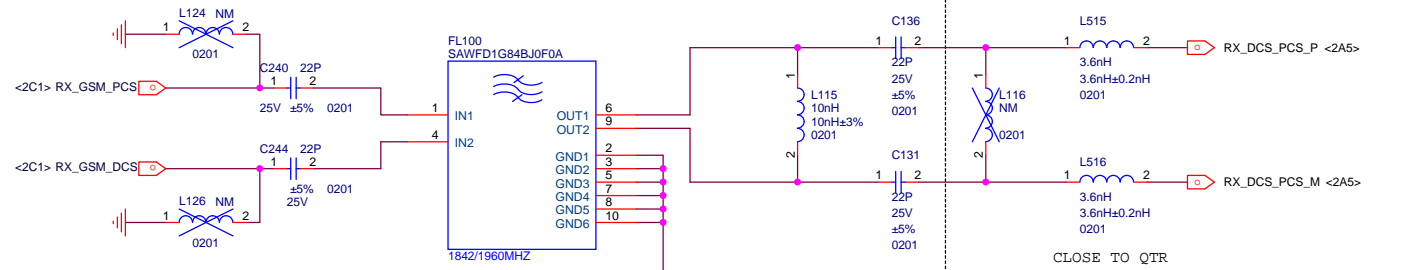 L124 NM
1 2
0201
<2C1> RX_GSM_PCS
C240 22P
1 2
25V ±5% 0201
<2C1> RX_GSM_DCS
C244 22P
1 2
±5% 0201
25V
L126 NM
1 2
0201
FL100
SAWFD1G84BJ0F0A
1 IN1
4 IN2
OUT1 6
OUT2 9
GND1 2
GND2 3
GND3 5
GND4 7
GND5 8
GND6 10
1842/1960MHZ
1
L115
10nH
10nH±3%
0201
2
C136
1 2
22P
25V
±5%
0201
C131
1 2
22P
25V
±5%
0201
1
L116
NM
0201
2
L515
1 2
3.6nH
3.6nH±0.2nH
0201
RX_DCS_PCS_P <2A5>
L516
1 2
3.6nH
3.6nH±0.2nH
0201
RX_DCS_PCS_M <2A5>
CLOSE TO QTR